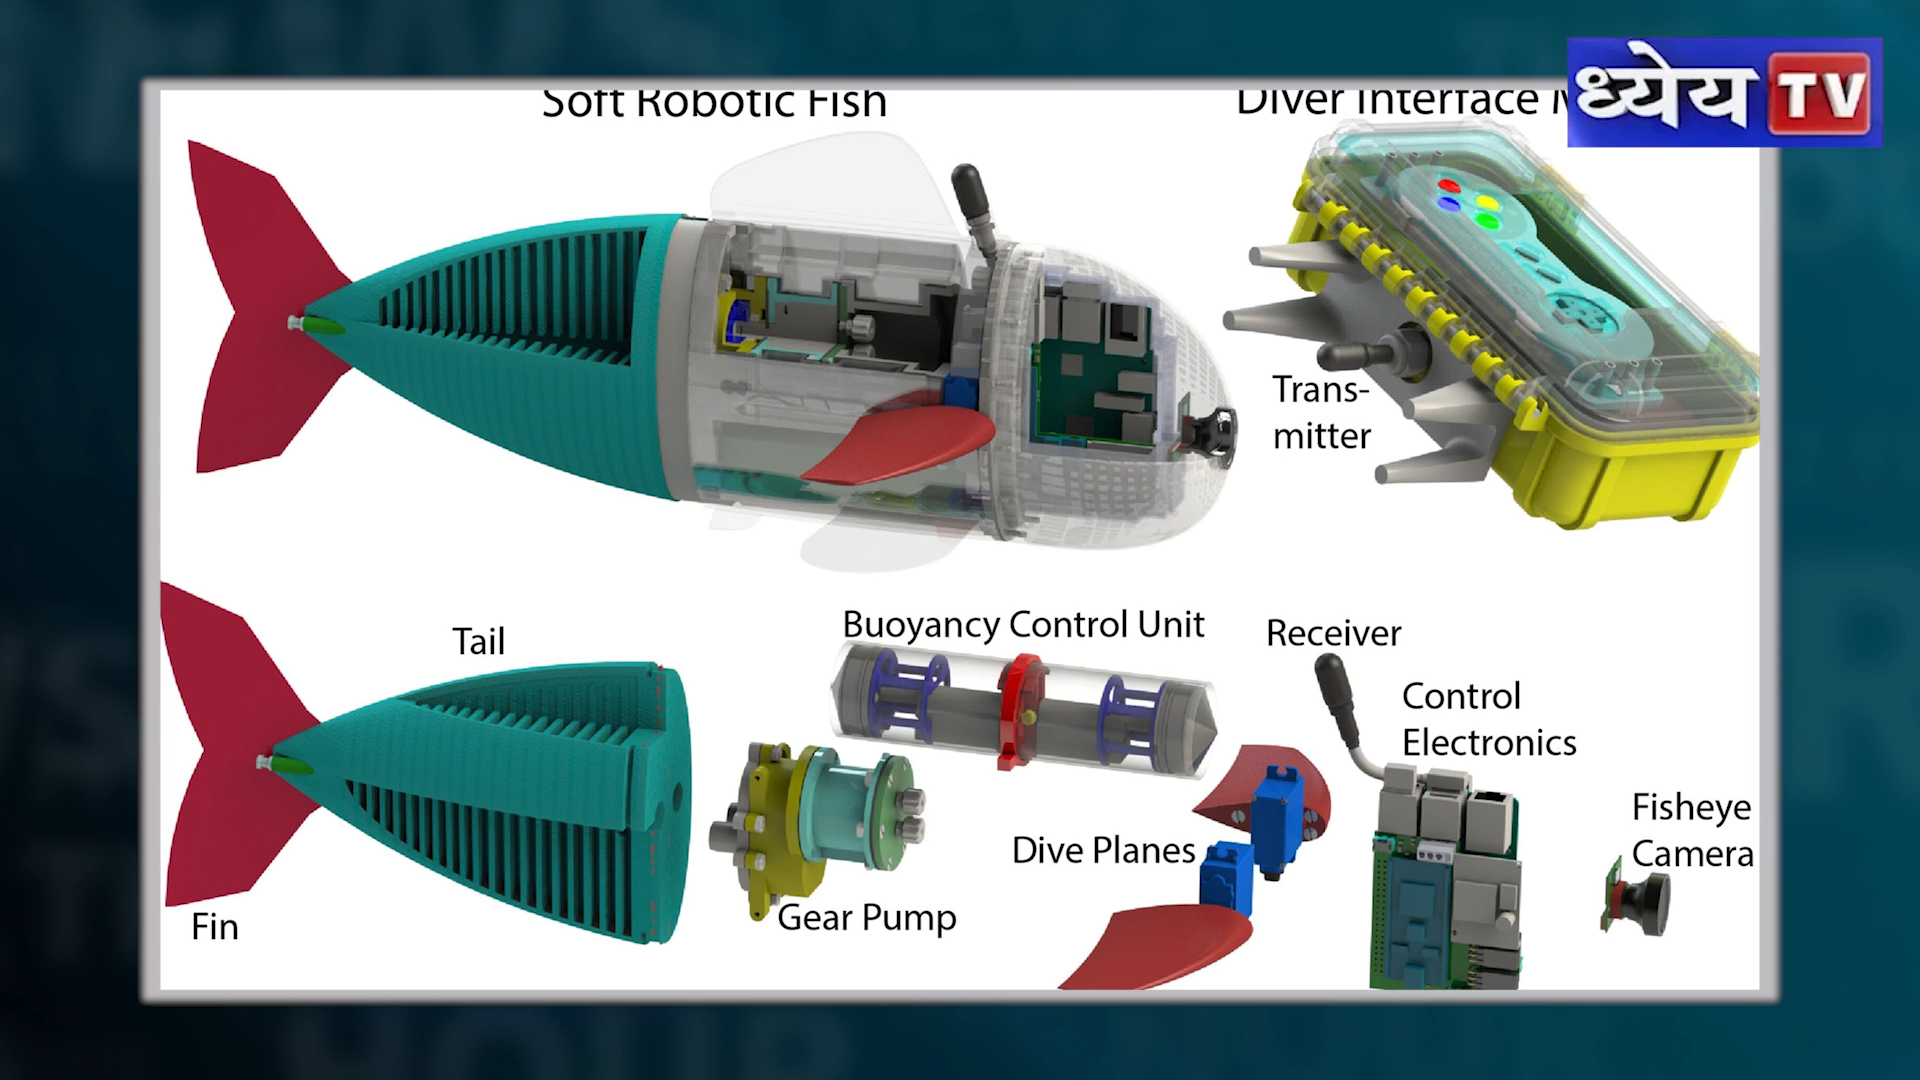 Soft Robotic Fish
Diver Interface
ध्येय TV
Trans-
mitter
Tail
Buoyancy Control Unit
Receiver
Control
Electronics
Fisheye
Camera
Dive Planes
Gear Pump
Fin